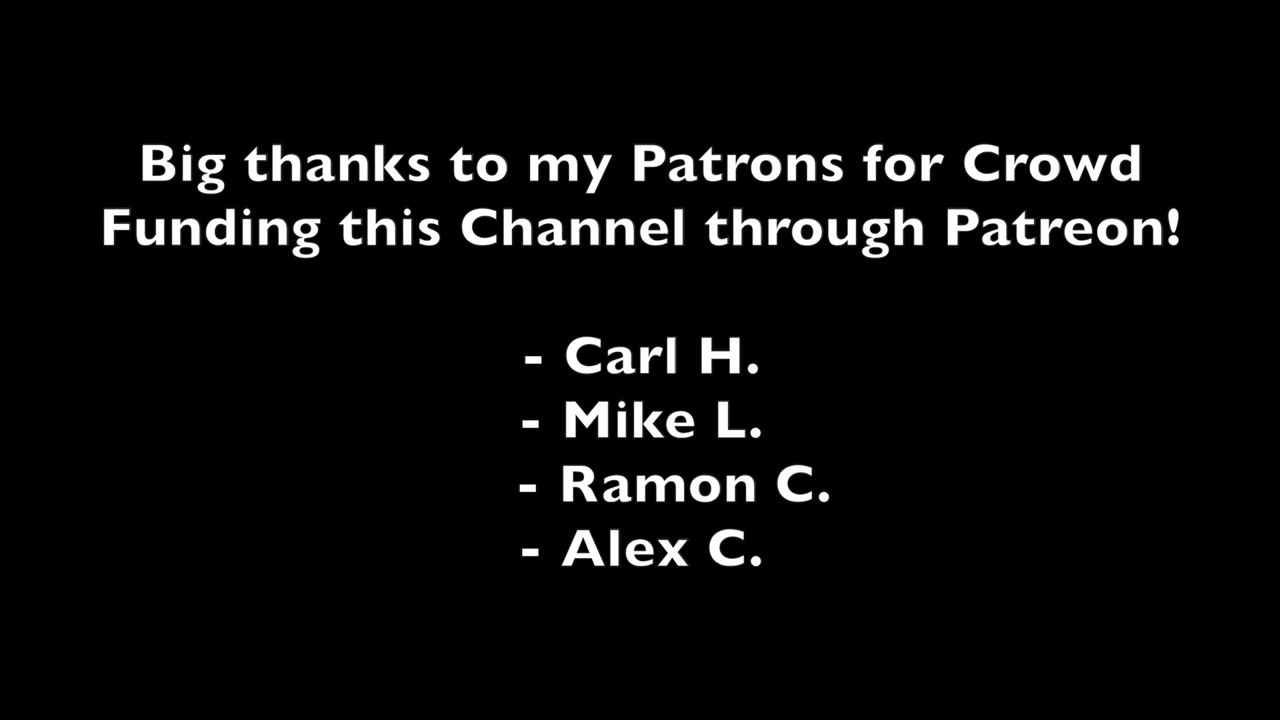 Big thanks to my Patrons for Crowd
Funding this Channel through Patreon!
- Carl H.
- Mike L.
- Ramon C.
- Alex C.